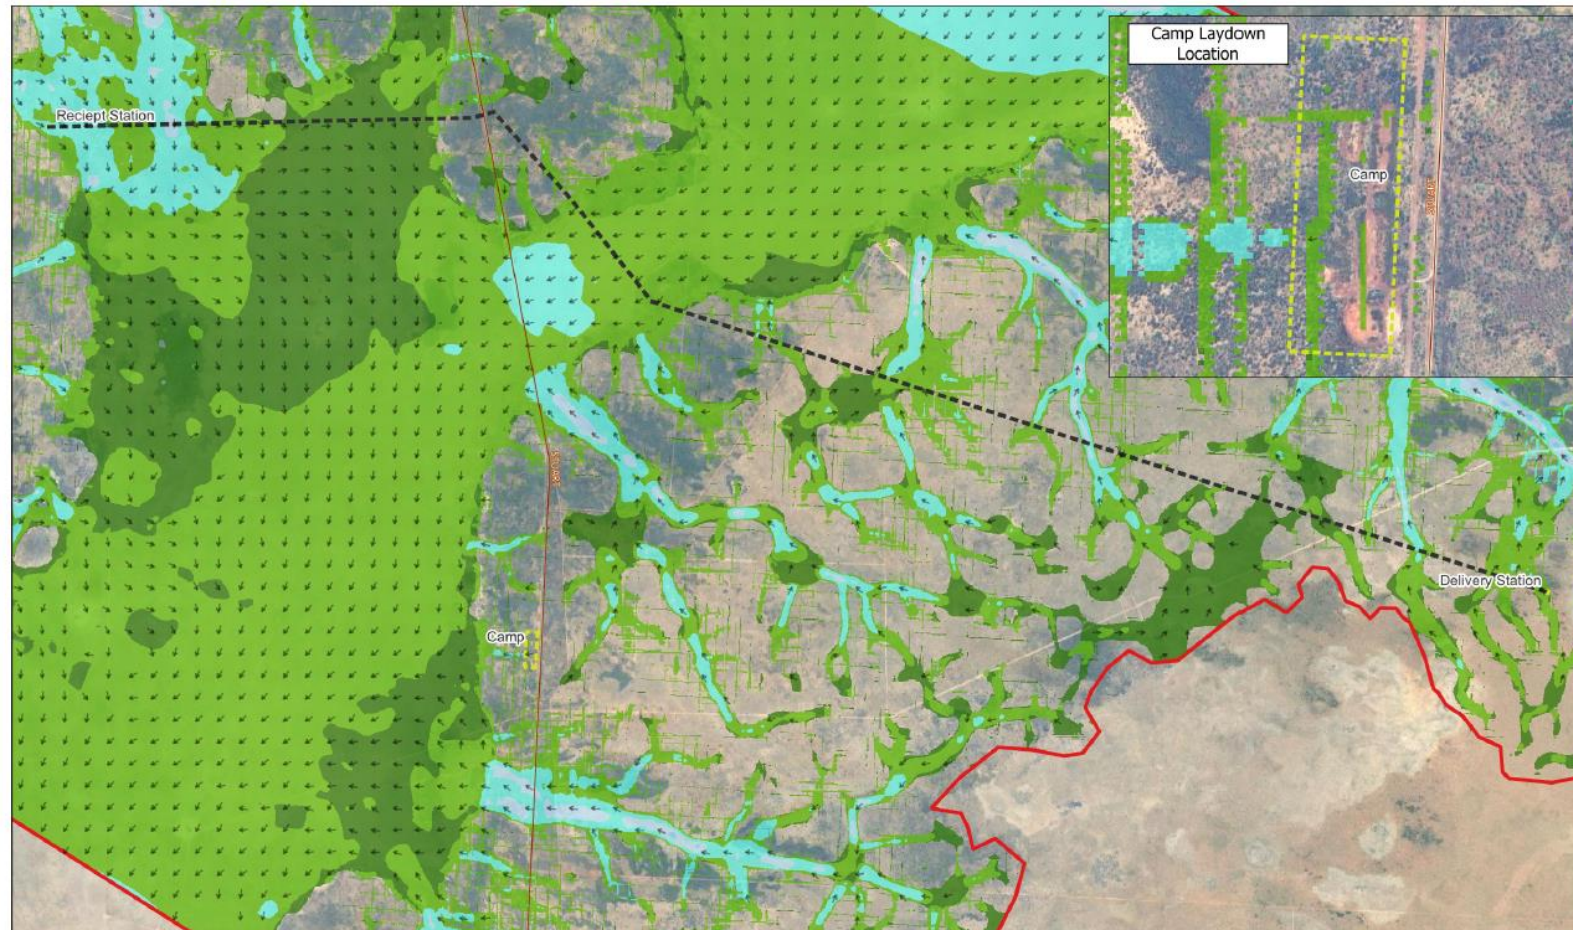 Camp Laydown
Location
Reciept Station
Camp
Delivery Station
Camp